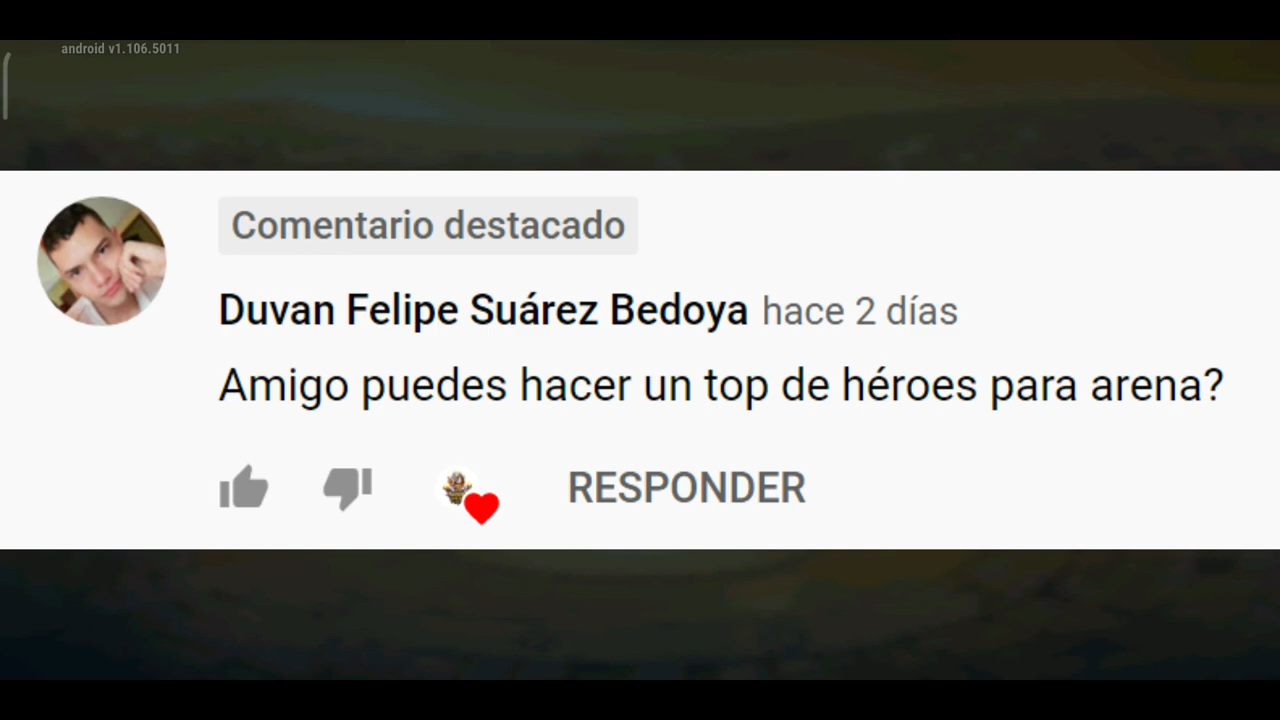 android v1.106.5011
Comentario destacado
Duvan Felipe Suárez Bedoya hace 2 días
Amigo puedes hacer un top de héroes para arena?
RESPONDER